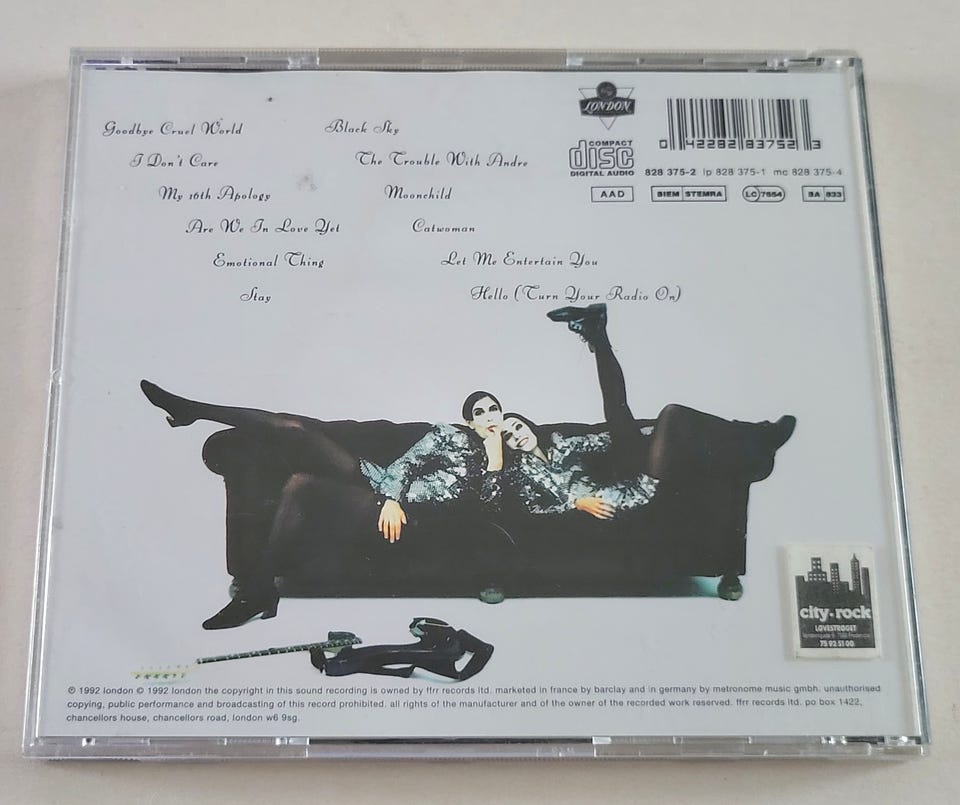 Goodbye Cruel World
I Don't Care
My 16th Apology
Are We In Love Yet
Emotional Thing
Stay
Black Sky
The Trouble With Andre
Moonchild
Catwoman
Let Me Entertain You
Hello (Turn Your Radio On)
LONDON
0 42282 83752 3
COMPACT
disc
DIGITAL AUDIO
828 375-2 lp 828 375-1 mc 828 375-4
AAD BIEM STEMRA LC 7654 BA 833
city-rock
LØVESTRØGET
75 92 51 00
℗ 1992 london © 1992 london the copyright in this sound recording is owned by ffrr records ltd. marketed in france by barclay and in germany by metronome music gmbh. unauthorised
copying, public performance and broadcasting of this record prohibited. all rights of the manufacturer and of the owner of the recorded work reserved. ffrr records ltd. po box 1422,
chancellors house, chancellors road, london w6 9sg.